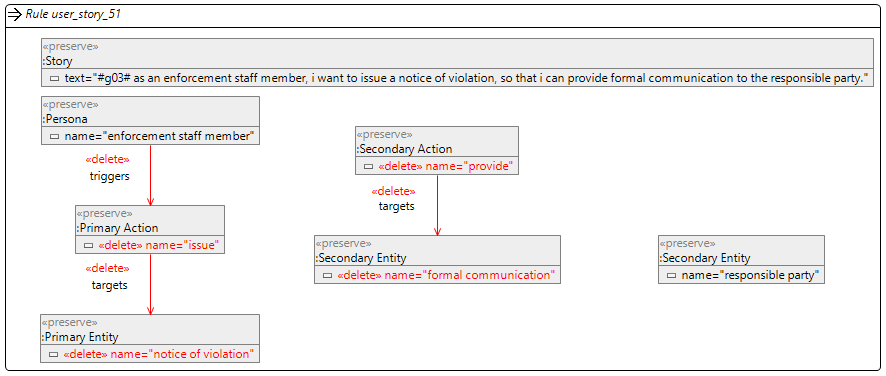 Rule user_story_51
«preserve»
:Story
text="#g03# as an enforcement staff member, i want to issue a notice of violation, so that i can provide formal communication to the responsible party."
«preserve»
:Persona
name="enforcement staff member"
«delete»
triggers
«preserve»
:Primary Action
«delete» name="issue"
«delete»
targets
«preserve»
:Primary Entity
«delete» name="notice of violation"
«preserve»
:Secondary Action
«delete» name="provide"
«delete»
targets
«preserve»
:Secondary Entity
«delete» name="formal communication"
«preserve»
:Secondary Entity
name="responsible party"